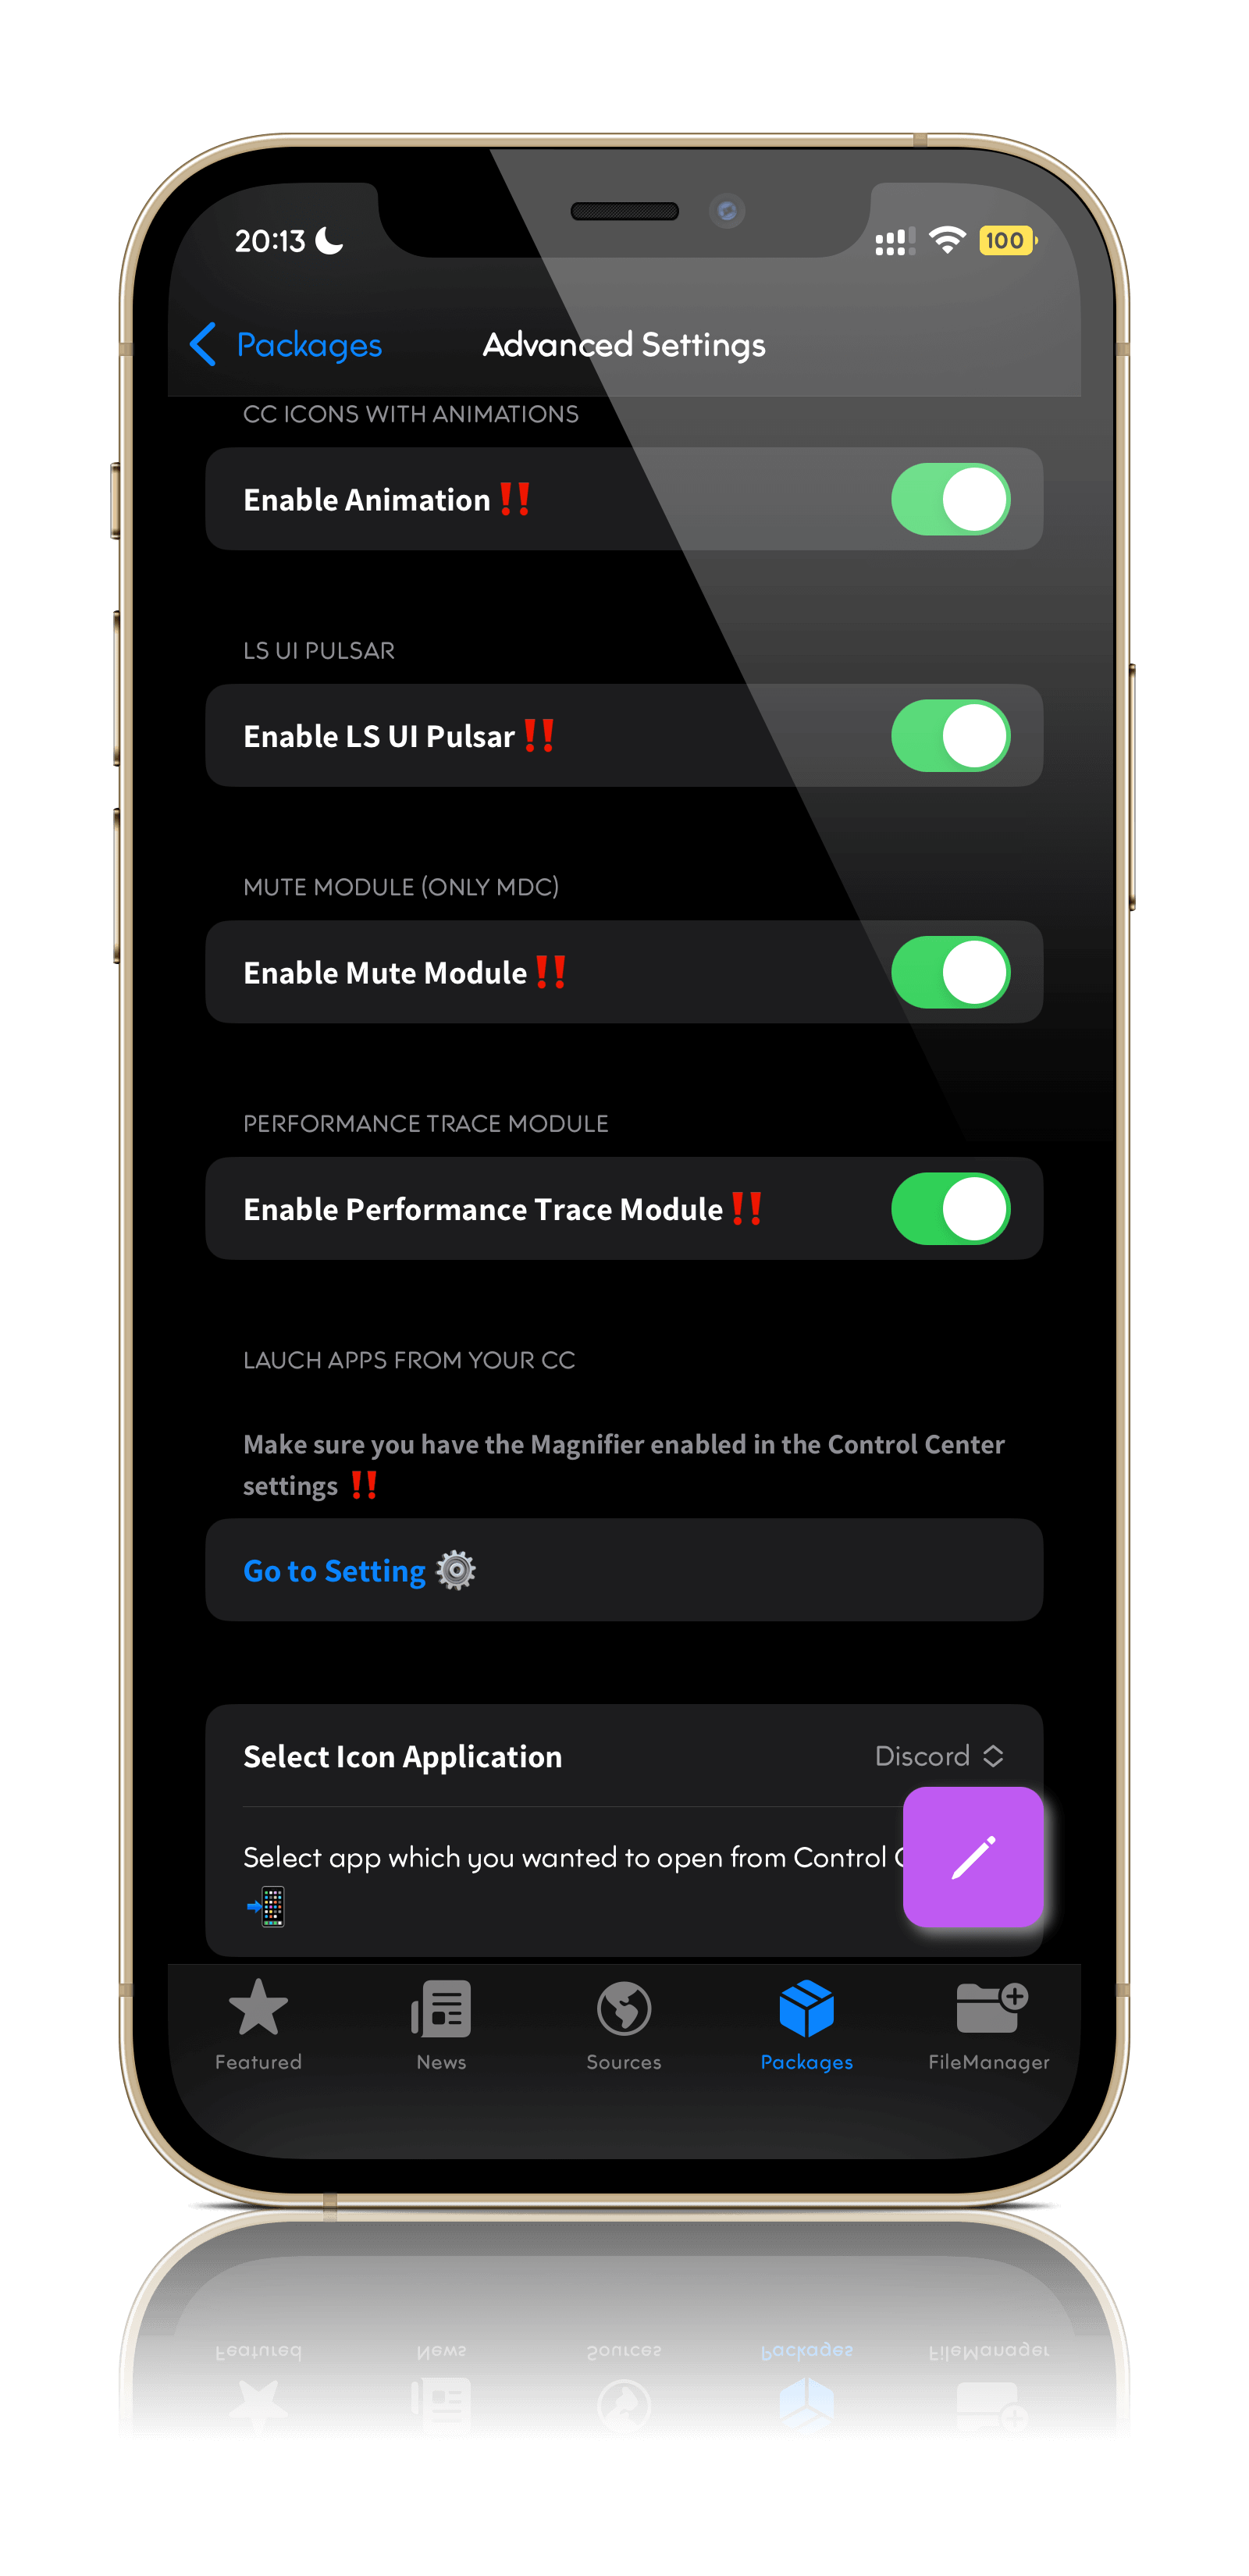 20:13
100
Packages
Advanced Settings
CC ICONS WITH ANIMATIONS
Enable Animation ‼️
LS UI PULSAR
Enable LS UI Pulsar ‼️
MUTE MODULE (ONLY MDC)
Enable Mute Module ‼️
PERFORMANCE TRACE MODULE
Enable Performance Trace Module ‼️
LAUCH APPS FROM YOUR CC
Make sure you have the Magnifier enabled in the Control Center
settings ‼️
Go to Setting ⚙️
Select Icon Application
Discord
Select app which you wanted to open from Control
📲
Featured
News
Sources
Packages
FileManager